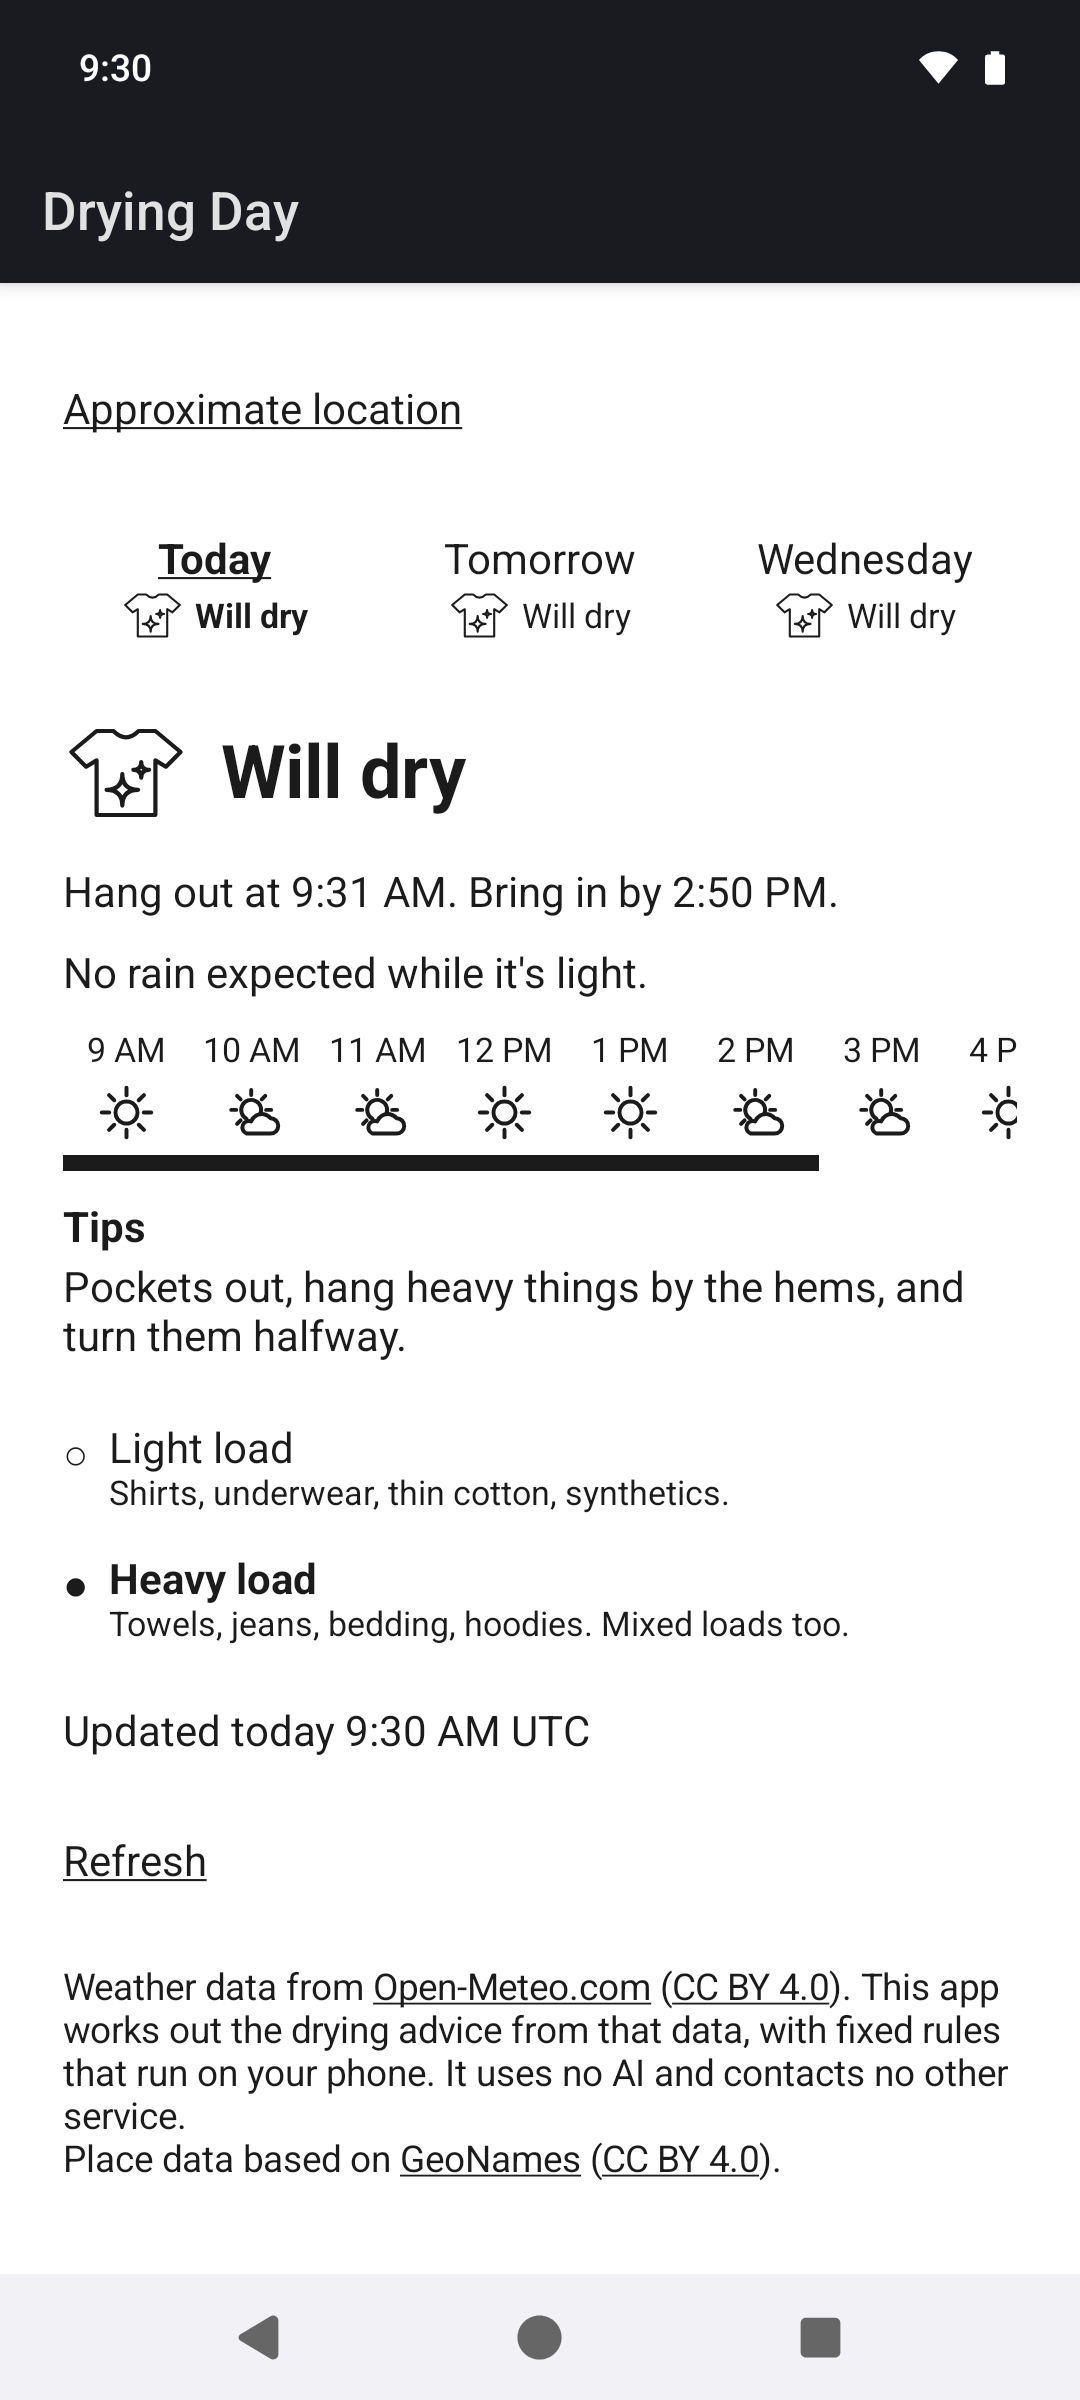 9:30
Drying Day
Approximate location
Today Tomorrow Wednesday
Will dry Will dry Will dry
Will dry
Hang out at 9:31 AM. Bring in by 2:50 PM.
No rain expected while it's light.
9 AM 10 AM 11 AM 12 PM 1 PM 2 PM 3 PM 4 P
Tips
Pockets out, hang heavy things by the hems, and
turn them halfway.
Light load
Shirts, underwear, thin cotton, synthetics.
Heavy load
Towels, jeans, bedding, hoodies. Mixed loads too.
Updated today 9:30 AM UTC
Refresh
Weather data from Open-Meteo.com (CC BY 4.0). This app
works out the drying advice from that data, with fixed rules
that run on your phone. It uses no AI and contacts no other
service.
Place data based on GeoNames (CC BY 4.0).